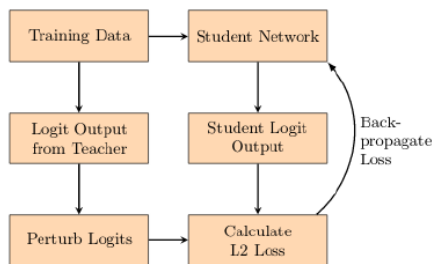 Training Data
Student Network
Logit Output
from Teacher
Student Logit
Output
Back-
propagate
Loss
Perturb Logits
Calculate
L2 Loss